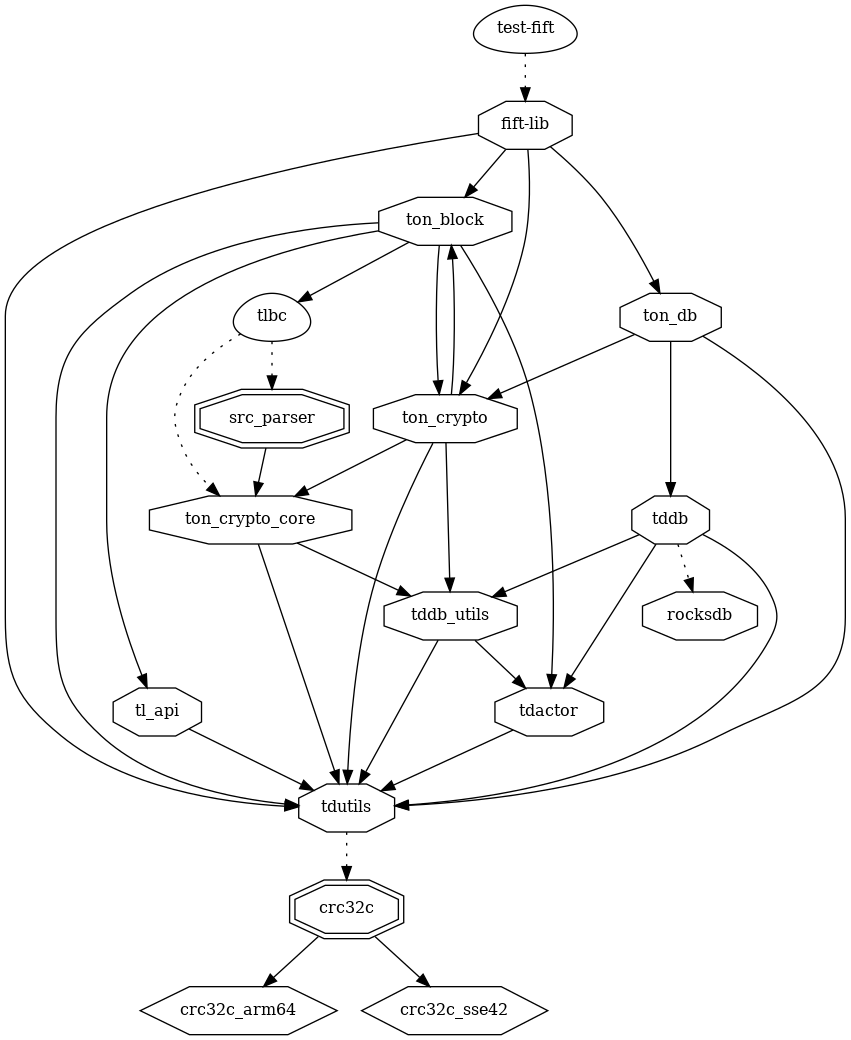 test-fift
fift-lib
ton_block
tlbc
ton_db
src_parser
ton_crypto
ton_crypto_core
tddb
tddb_utils
rocksdb
tl_api
tdactor
tdutils
crc32c
crc32c_arm64
crc32c_sse42